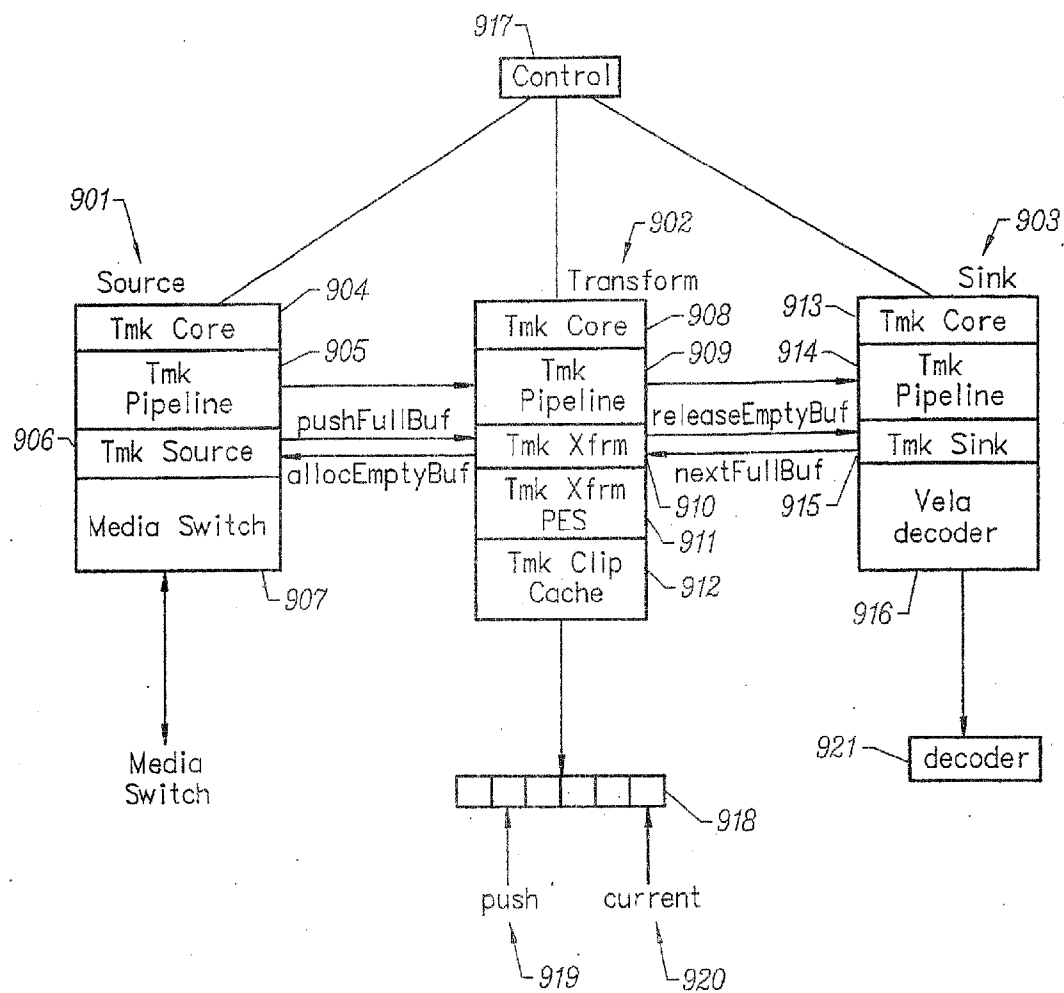 917
Control
901
902
903
Source
Transform
Sink
904
908
913
Tmk Core
Tmk Core
Tmk Core
905
909
914
Tmk
Pipeline
Tmk
Pipeline
Tmk
Pipeline
pushFullBuf
releaseEmptyBuf
906
Tmk Source
Tmk Xfrm
Tmk Sink
allocEmptyBuf
nextFullBuf
910
915
Media Switch
Tmk Xfrm
PES
911
Vela
decoder
Tmk Clip
Cache
912
907
916
Media
Switch
921
decoder
918
push
current
919
920